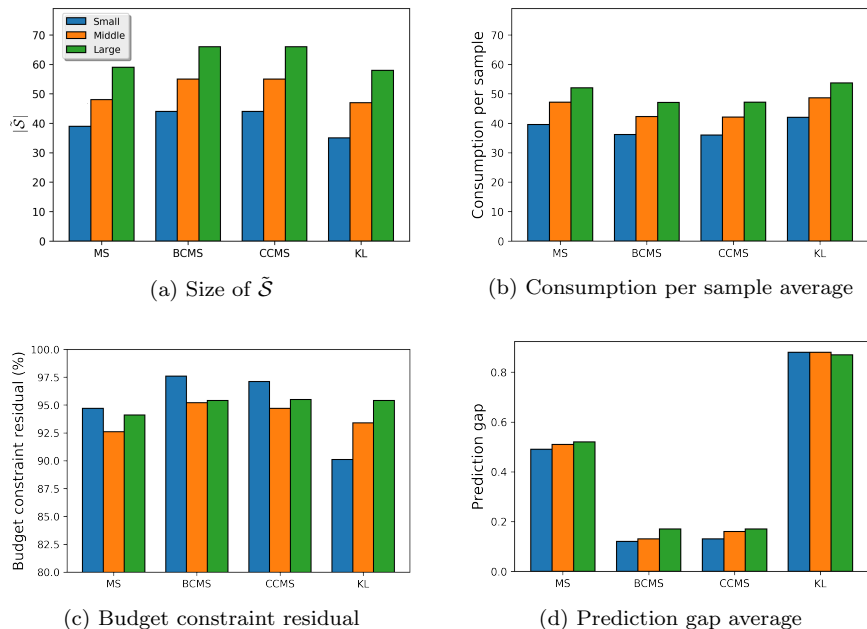 Small
Middle
Large
70
60
50
40
30
20
10
0
|S̃|
MS BCMS CCMS KL
(a) Size of S̃
70
60
50
40
30
20
10
0
Consumption per sample
MS BCMS CCMS KL
(b) Consumption per sample average
100.0
97.5
95.0
92.5
90.0
87.5
85.0
82.5
80.0
Budget constraint residual (%)
MS BCMS CCMS KL
(c) Budget constraint residual
0.8
0.6
0.4
0.2
0.0
Prediction gap
MS BCMS CCMS KL
(d) Prediction gap average